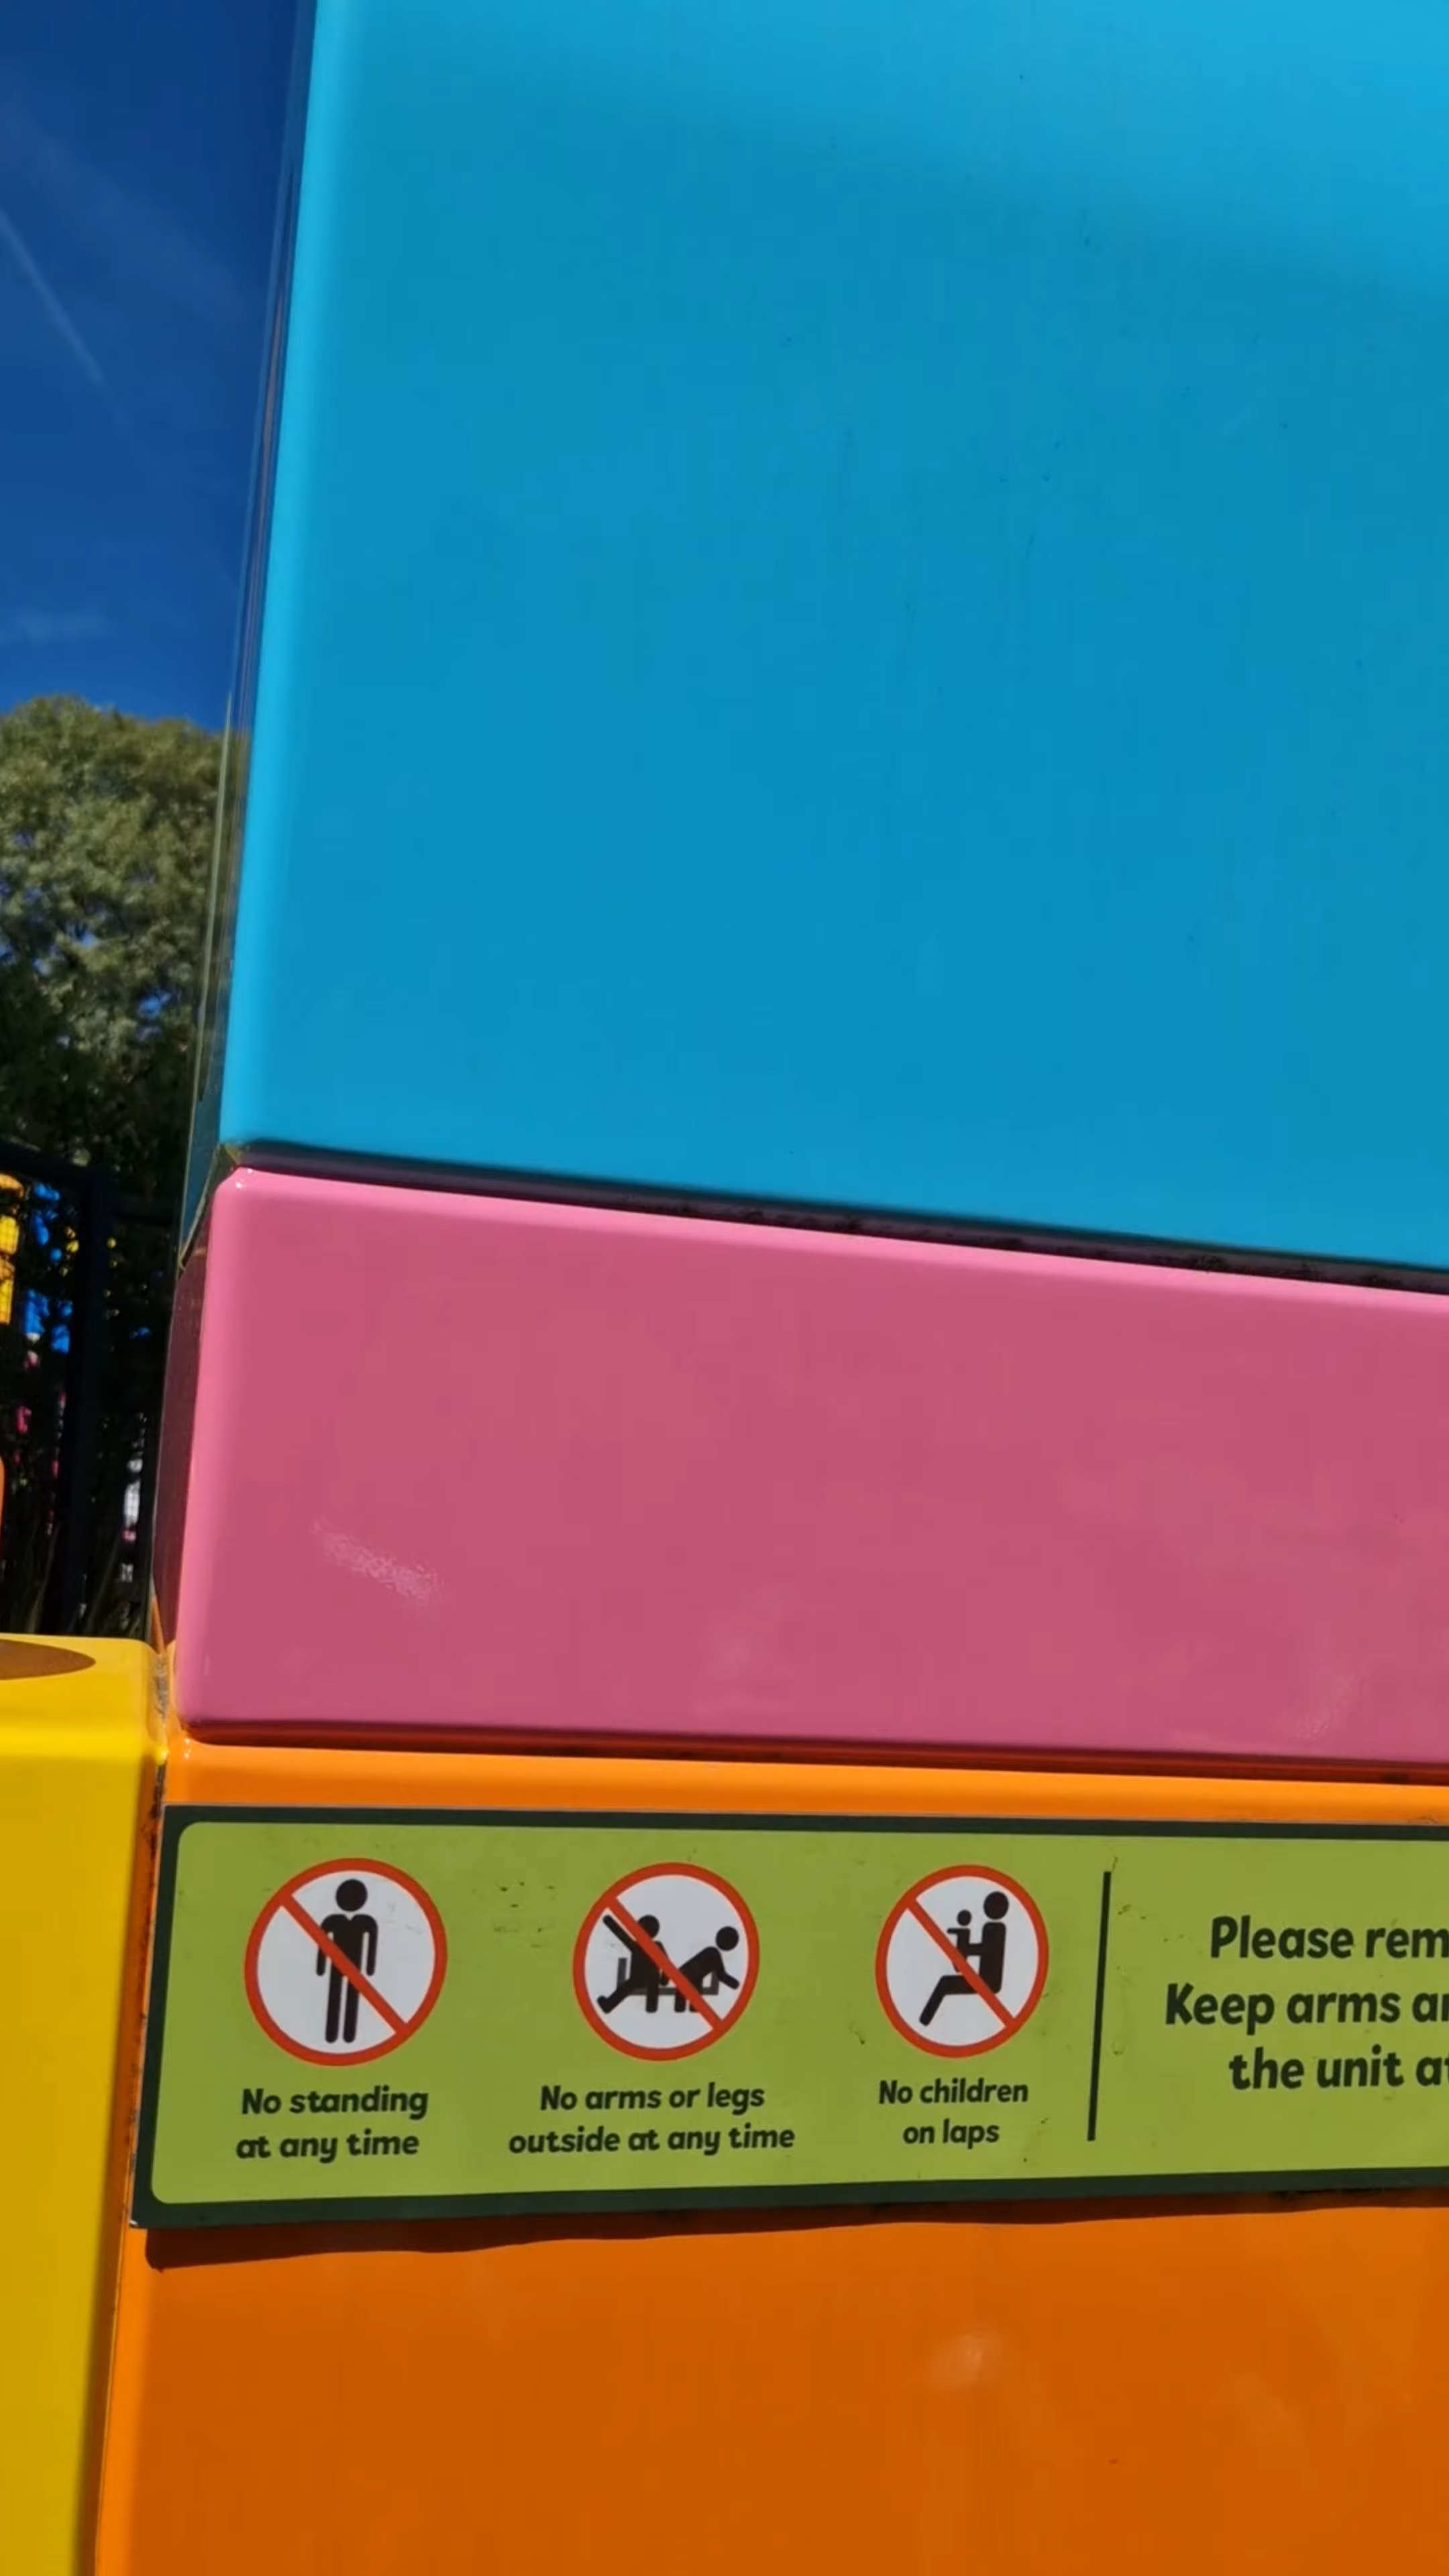 No standing
at any time
No arms or legs
outside at any time
No children
on laps
Please rem
Keep arms
the unit